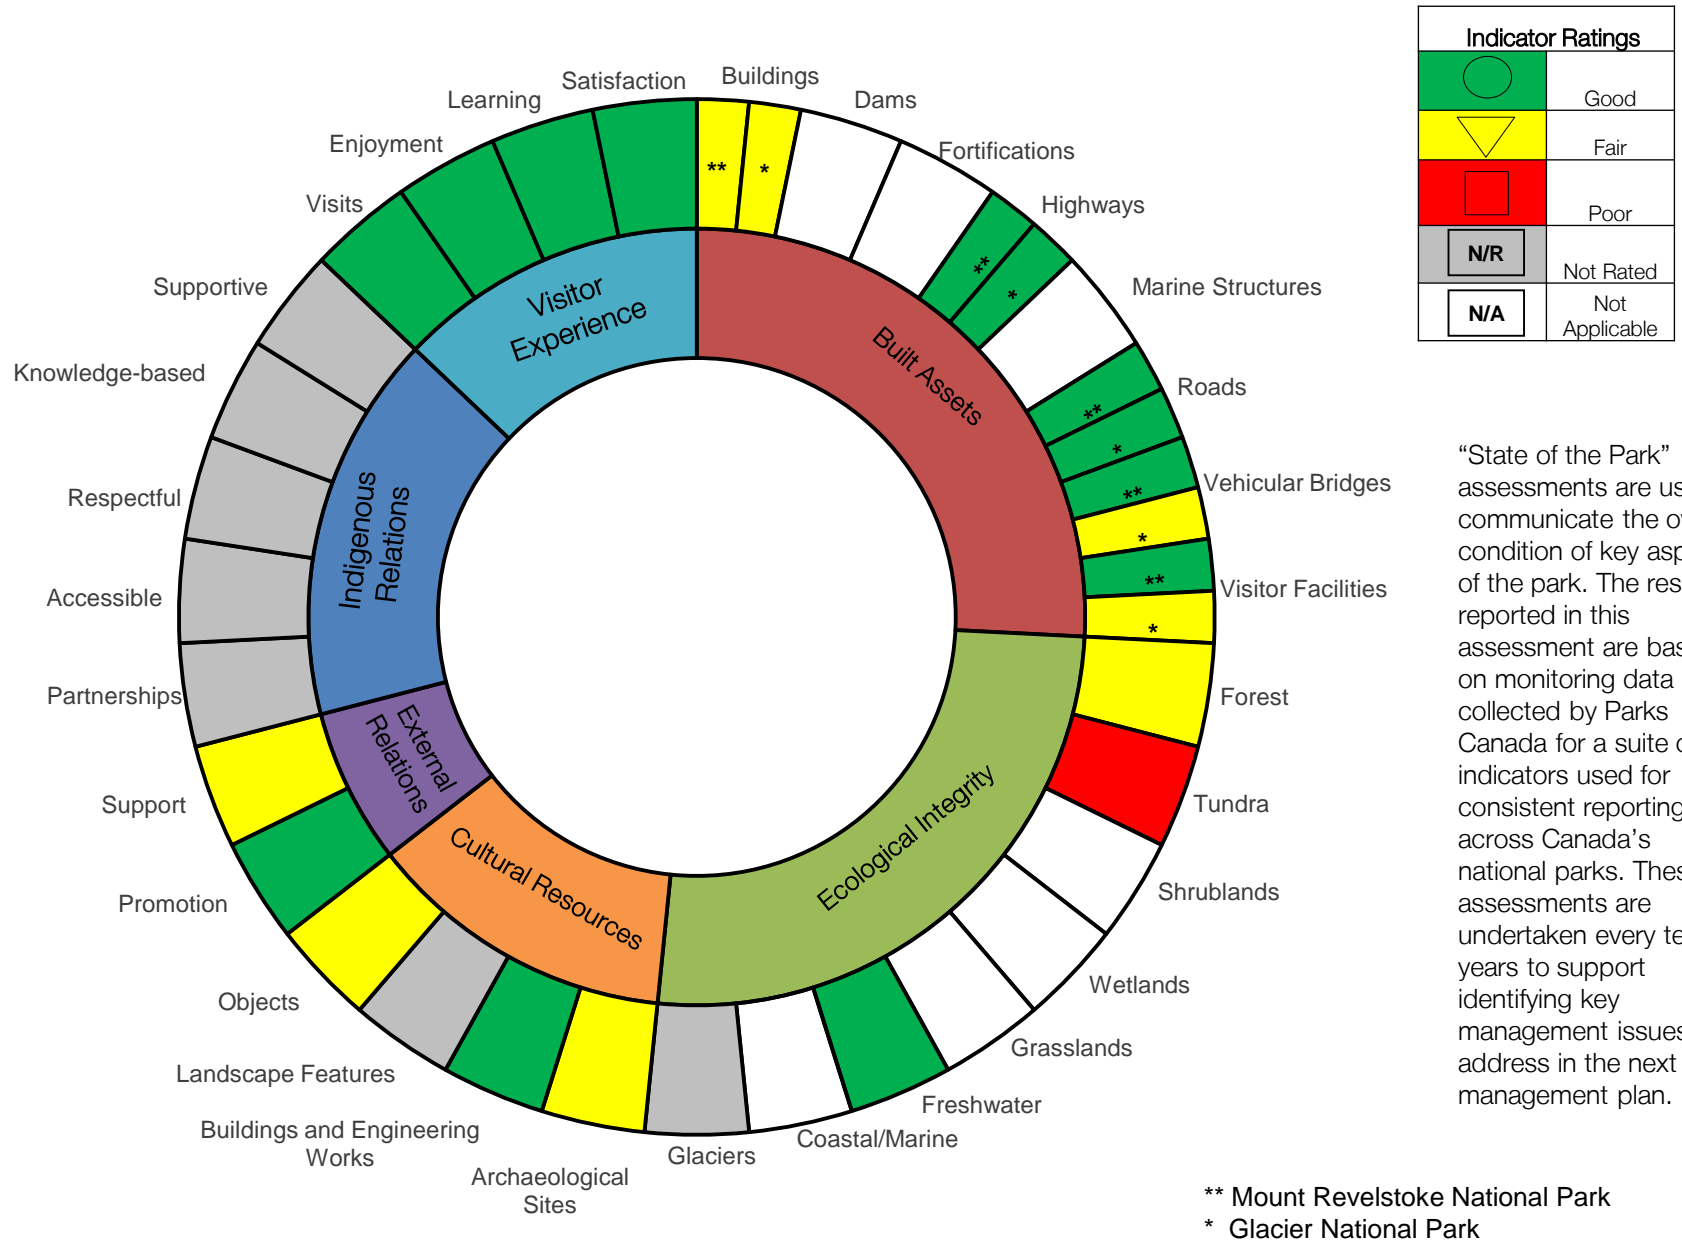 Satisfaction
Buildings
Dams
Learning
Enjoyment
Fortifications
Visits
Highways
Supportive
Marine Structures
Knowledge-based
Roads
Respectful
Vehicular Bridges
Accessible
Visitor Facilities
Partnerships
Forest
Support
Tundra
Promotion
Shrublands
Objects
Wetlands
Landscape Features
Grasslands
Buildings and Engineering
Works
Freshwater
Archaeological
Sites
Glaciers
Coastal/Marine
**
*
**
*
**
*
**
*
**
*
Visitor
Experience
Built Assets
Indigenous
Relations
External
Relations
Cultural Resources
Ecological Integrity
Indicator Ratings
Good
Fair
Poor
N/R
Not Rated
N/A
Not
Applicable
“State of the Park”
assessments are
communicate the
condition of key
of the park. The
reported in this
assessment are
on monitoring data
collected by Parks
Canada for a suite
indicators used for
consistent reporting
across Canada’s
national parks.
assessments are
undertaken every
years to support
identifying key
management issues
address in the next
management plan.
** Mount Revelstoke National Park
* Glacier National Park